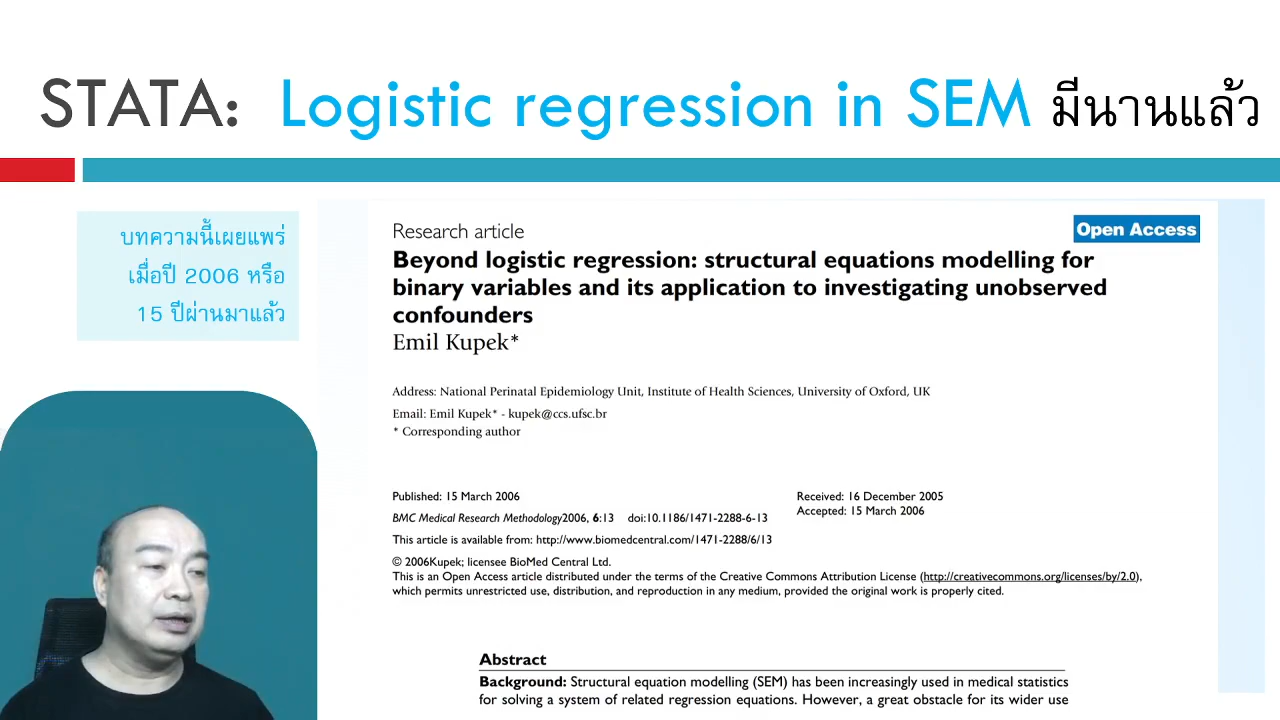 STATA: Logistic regression in SEM มีนานแล้ว
บทความนี้เผยแพร่
เมื่อปี 2006 หรือ
15 ปีผ่านมาแล้ว
Research article
Open Access
Beyond logistic regression: structural equations modelling for
binary variables and its application to investigating unobserved
confounders
Emil Kupek*
Address: National Perinatal Epidemiology Unit, Institute of Health Sciences, University of Oxford, UK
Email: Emil Kupek* - kupek@ccs.ufsc.br
* Corresponding author
Published: 15 March 2006
Received: 16 December 2005
Accepted: 15 March 2006
BMC Medical Research Methodology2006, 6:13 doi:10.1186/1471-2288-6-13
This article is available from: http://www.biomedcentral.com/1471-2288/6/13
© 2006Kupek; licensee BioMed Central Ltd.
This is an Open Access article distributed under the terms of the Creative Commons Attribution License (http://creativecommons.org/licenses/by/2.0),
which permits unrestricted use, distribution, and reproduction in any medium, provided the original work is properly cited.
Abstract
Background: Structural equation modelling (SEM) has been increasingly used in medical statistics
for solving a system of related regression equations. However, a great obstacle for its wider use